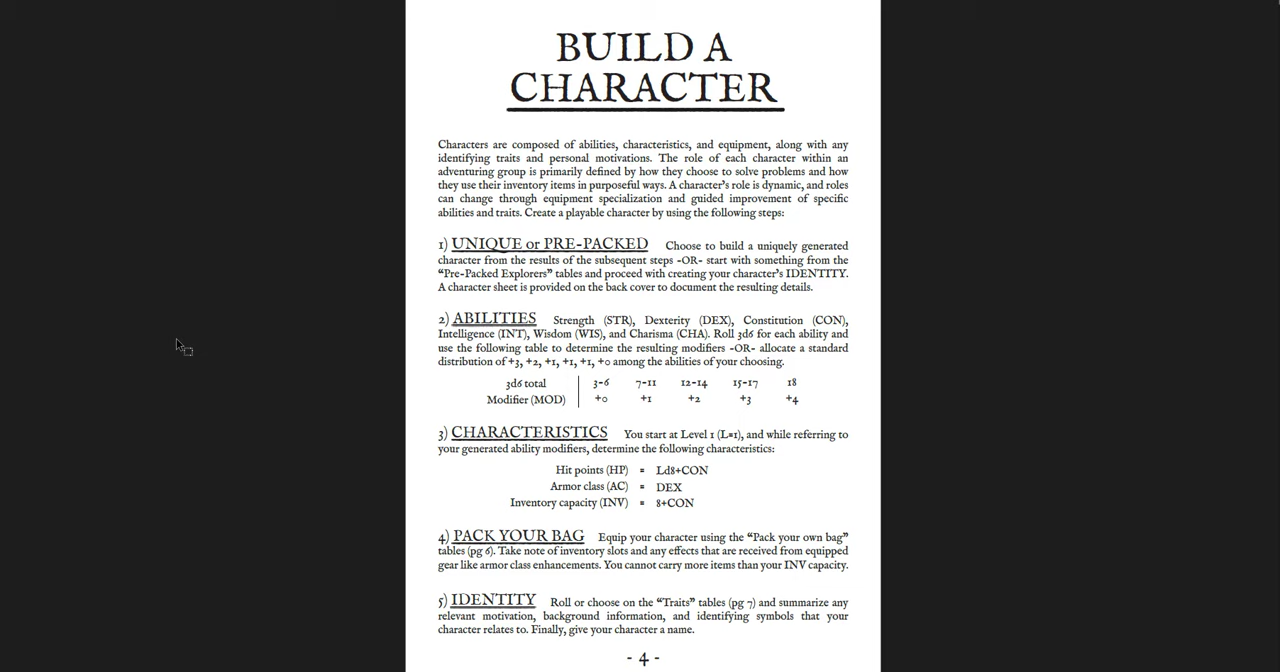 BUILD A
CHARACTER
Characters are composed of abilities, characteristics, and equipment, along with any
identifying traits and personal motivations. The role of each character within an
adventuring group is primarily defined by how they choose to solve problems and how
they use their inventory items in purposeful ways. A character's role is dynamic, and roles
can change through equipment specialization and guided improvement of specific
abilities and traits. Create a playable character by using the following steps:
1) UNIQUE or PRE-PACKED Choose to build a uniquely generated
character from the results of the subsequent steps -OR- start with something from the
“Pre-Packed Explorers” tables and proceed with creating your character's IDENTITY.
A character sheet is provided on the back cover to document the resulting details.
2) ABILITIES Strength (STR), Dexterity (DEX), Constitution (CON),
Intelligence (INT), Wisdom (WIS), and Charisma (CHA). Roll 3d6 for each ability and
use the following table to determine the resulting modifiers -OR- allocate a standard
distribution of +3, +2, +1, +1, +1, +0 among the abilities of your choosing.
3d6 total 3-6 7-11 12-14 15-17 18
Modifier (MOD) +0 +1 +2 +3 +4
3) CHARACTERISTICS You start at Level 1 (L=1), and while referring to
your generated ability modifiers, determine the following characteristics:
Hit points (HP) = Ld8+CON
Armor class (AC) = DEX
Inventory capacity (INV) = 8+CON
4) PACK YOUR BAG Equip your character using the “Pack your own bag”
tables (pg 6). Take note of inventory slots and any effects that are received from equipped
gear like armor class enhancements. You cannot carry more items than your INV capacity.
5) IDENTITY Roll or choose on the “Traits” tables (pg 7) and summarize any
relevant motivation, background information, and identifying symbols that your
character relates to. Finally, give your character a name.
- 4 -